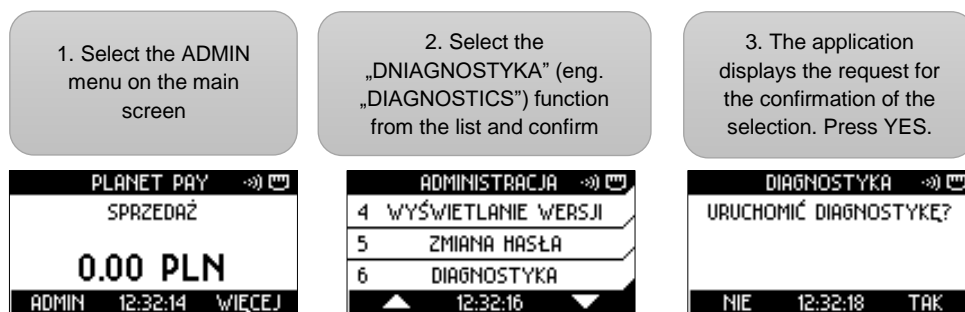 1. Select the ADMIN
menu on the main
screen
2. Select the
„DNIAGNOSTYKA” (eng.
„DIAGNOSTICS”) function
from the list and confirm
3. The application
displays the request for
the confirmation of the
selection. Press YES.
PLANET PAY
SPRZEDAŻ
0.00 PLN
ADMIN 12:32:14 WIĘCEJ
ADMINISTRACJA
4 WYŚWIETLANIE WERSJI
5 ZMIANA HASŁA
6 DIAGNOSTYKA
12:32:16
DIAGNOSTYKA
URUCHOMIĆ DIAGNOSTYKĘ?
NIE 12:32:18 TAK